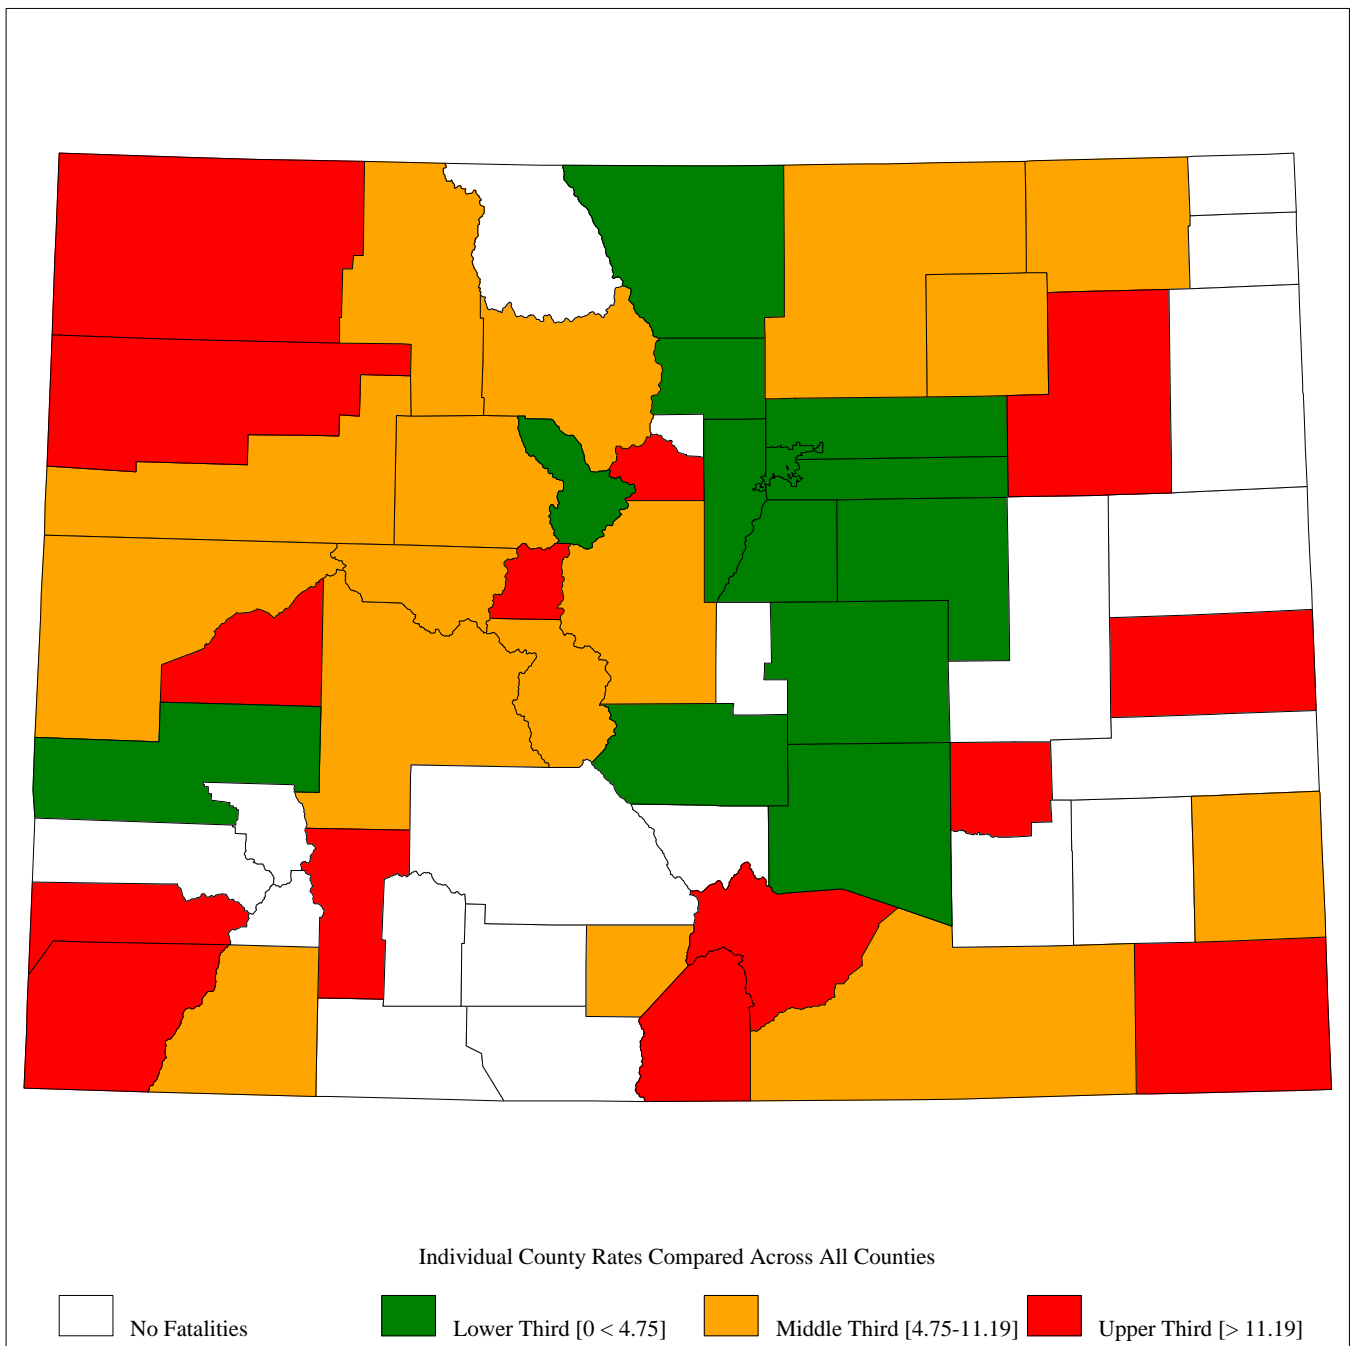 Individual County Rates Compared Across All Counties
No Fatalities Lower Third [0 < 4.75] Middle Third [4.75-11.19] Upper Third [> 11.19]